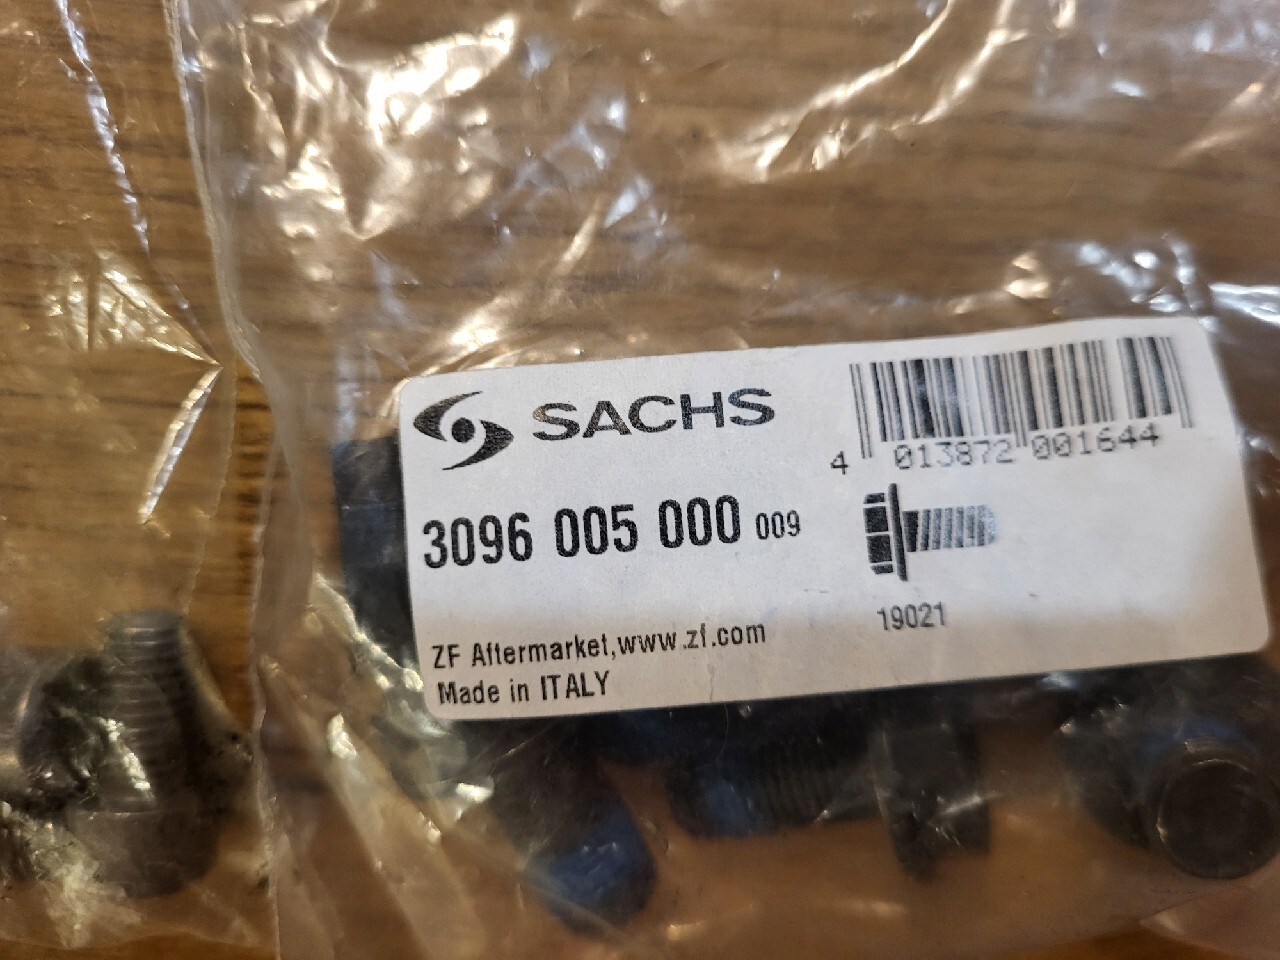 SACHS
4 013872 001644
3096 005 000 009
19021
ZF Aftermarket,www.zf.com
Made in ITALY